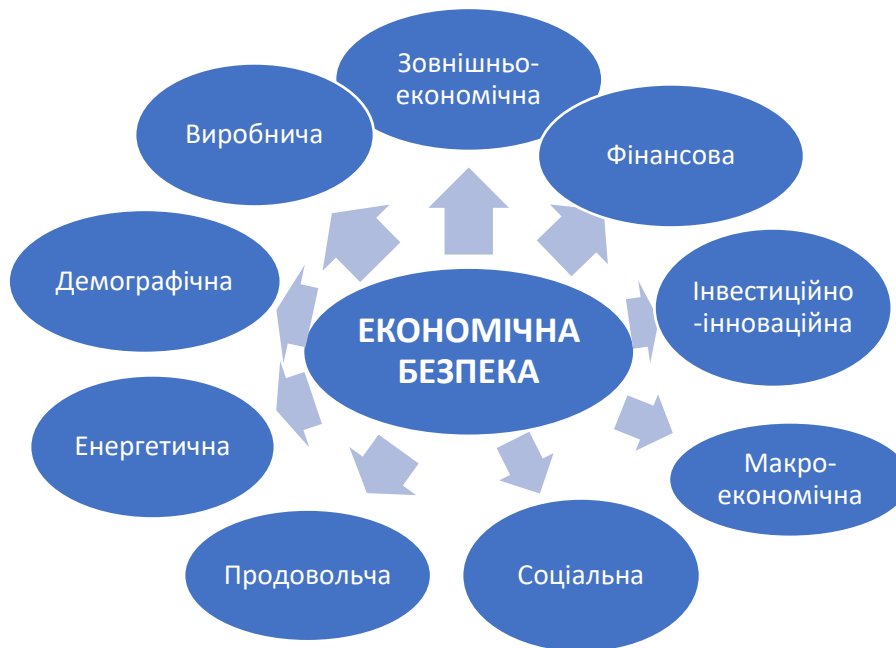 Зовнішньо-
економічна
Фінансова
Інвестиційно
-інноваційна
Макро-
економічна
Соціальна
Продовольча
Енергетична
Демографічна
Виробнича
ЕКОНОМІЧНА
БЕЗПЕКА